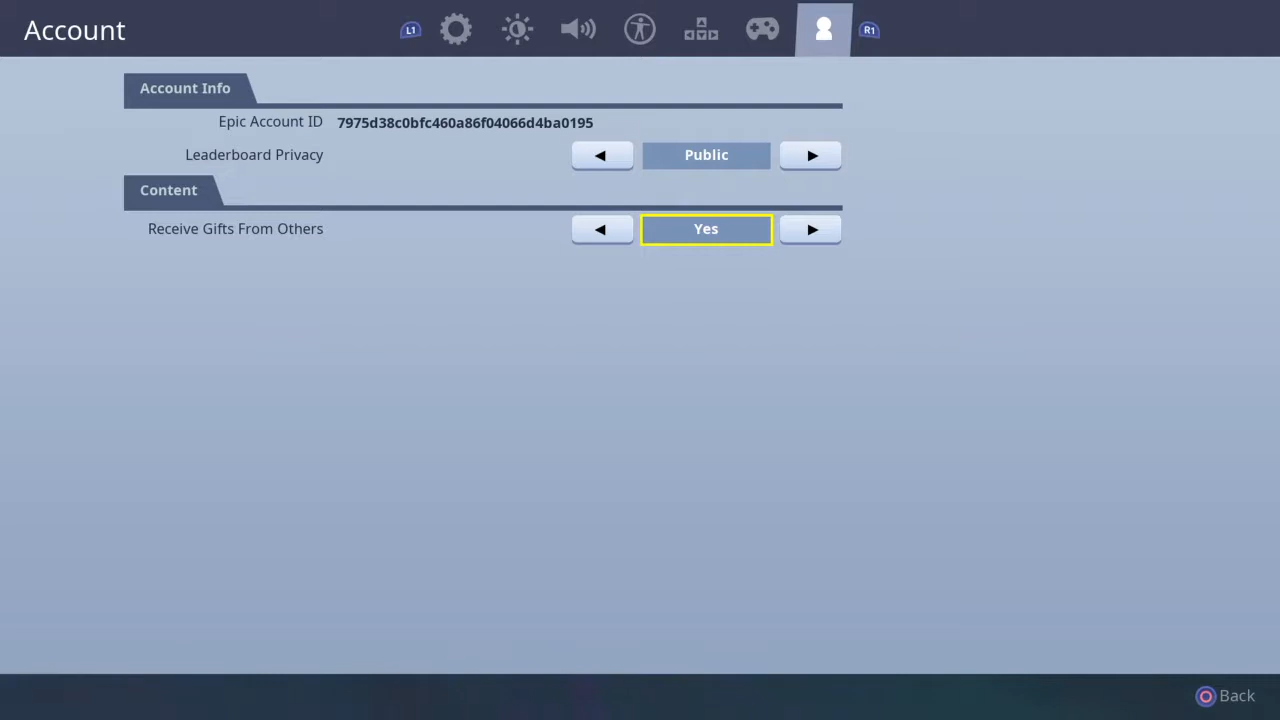 Account
L1
R1
Account Info
Epic Account ID 7975d38c0bfc460a86f04066d4ba0195
Leaderboard Privacy Public
Content
Receive Gifts From Others Yes
Back